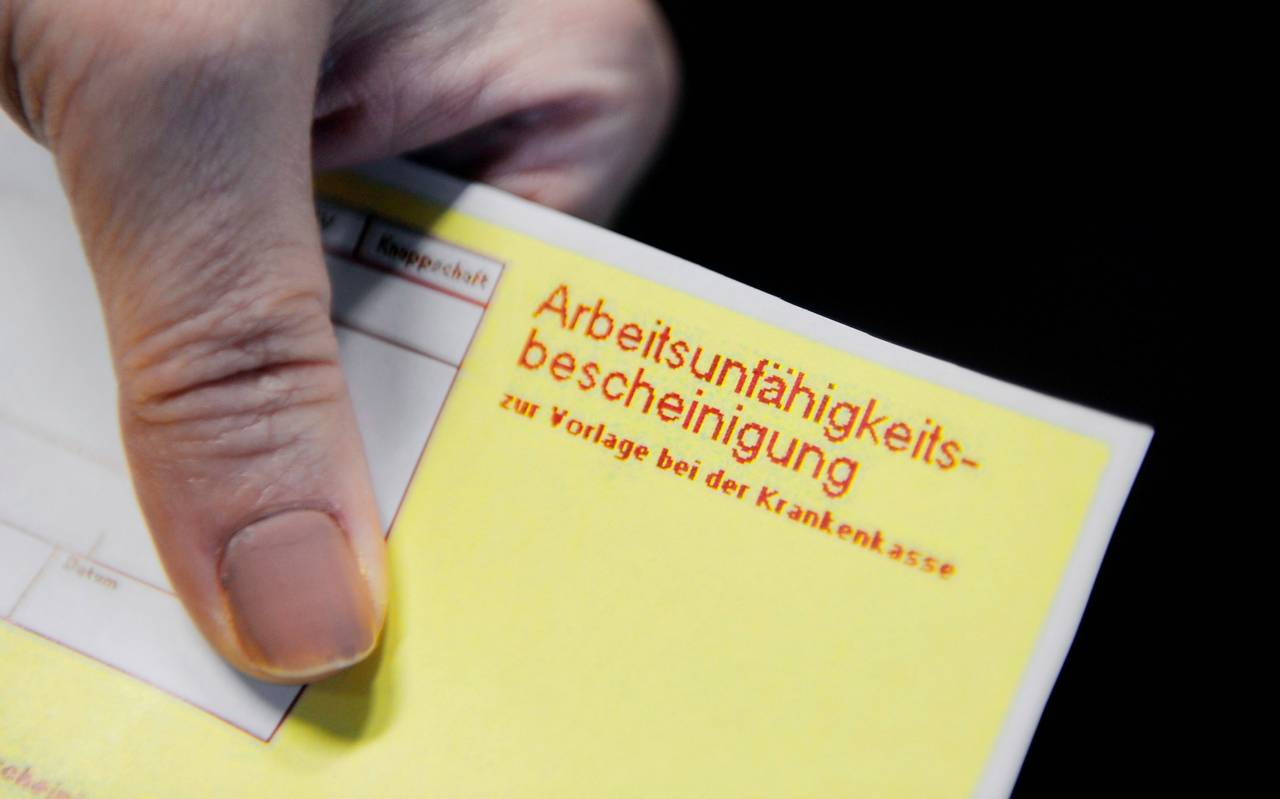 Knappschaft
Arbeitsunfähigkeits-
bescheinigung
zur Vorlage bei der Krankenkasse
Datum